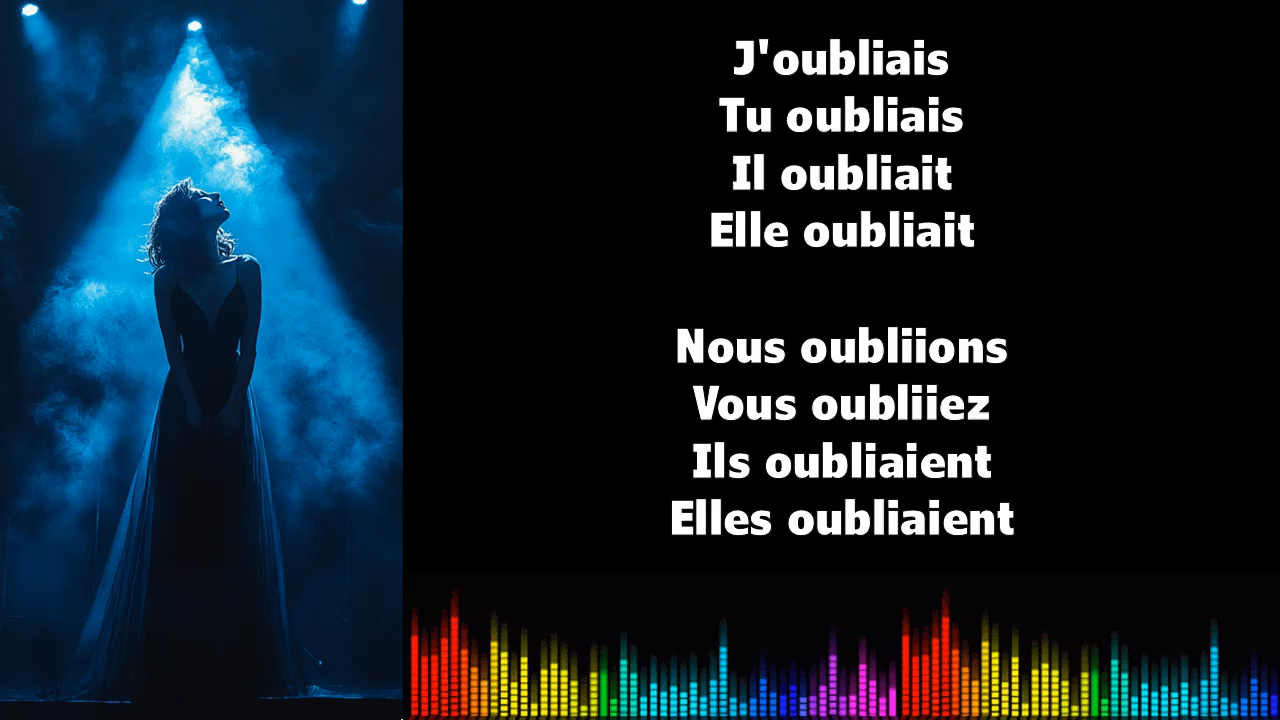 J'oubliais
Tu oubliais
Il oubliait
Elle oubliait
Nous oubliions
Vous oubliiez
Ils oubliaient
Elles oubliaient